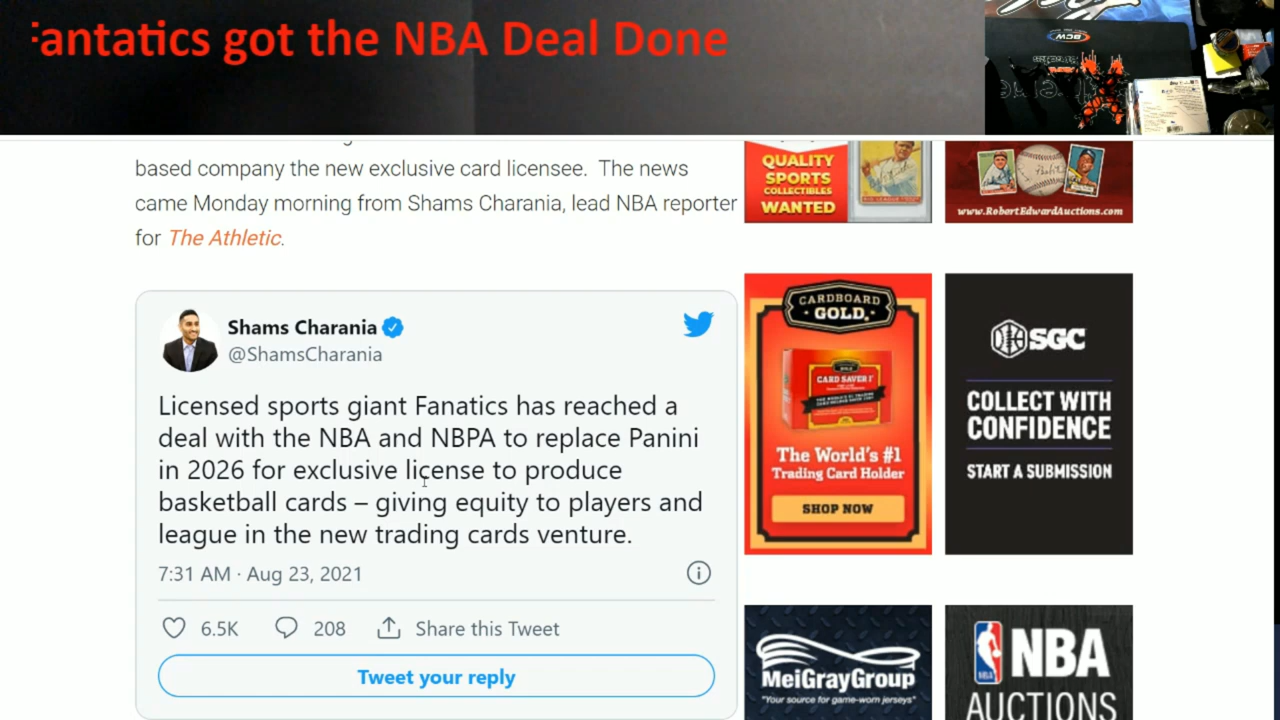 Fantatics got the NBA Deal Done
BCW
based company the new exclusive card licensee. The news
came Monday morning from Shams Charania, lead NBA reporter
for The Athletic.
Shams Charania
@ShamsCharania
Licensed sports giant Fanatics has reached a
deal with the NBA and NBPA to replace Panini
in 2026 for exclusive license to produce
basketball cards – giving equity to players and
league in the new trading cards venture.
7:31 AM · Aug 23, 2021
6.5K
208
Share this Tweet
Tweet your reply
QUALITY
SPORTS
COLLECTIBLES
WANTED
www.RobertEdwardAuctions.com
CARDBOARD
GOLD.
CARD SAVER 1
The World's #1
Trading Card Holder
SHOP NOW
SGC
COLLECT WITH
CONFIDENCE
START A SUBMISSION
MeiGrayGroup
"Your source for game-worn jerseys"
NBA
NBA
AUCTIONS